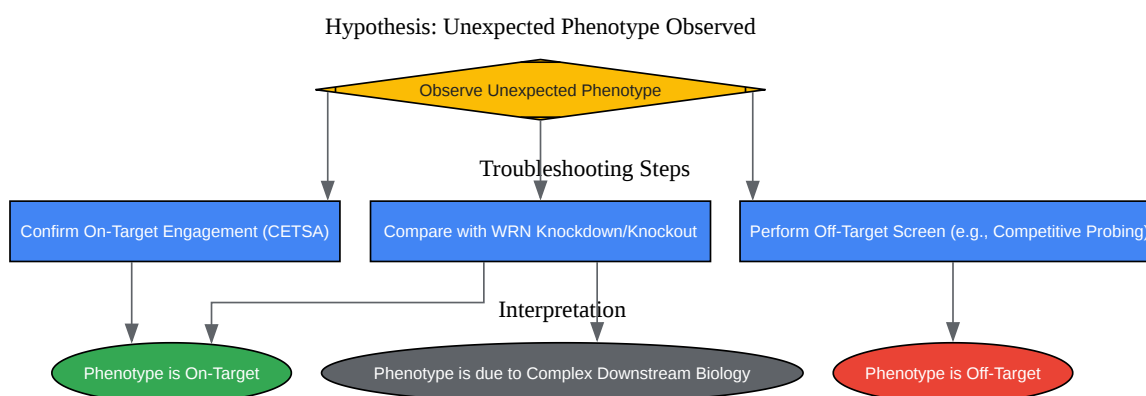 Hypothesis: Unexpected Phenotype Observed
Observe Unexpected Phenotype
Troubleshooting Steps
Confirm On-Target Engagement (CETSA)
Compare with WRN Knockdown/Knockout
Perform Off-Target Screen (e.g., Competitive Probing)
Interpretation
Phenotype is On-Target
Phenotype is due to Complex Downstream Biology
Phenotype is Off-Target